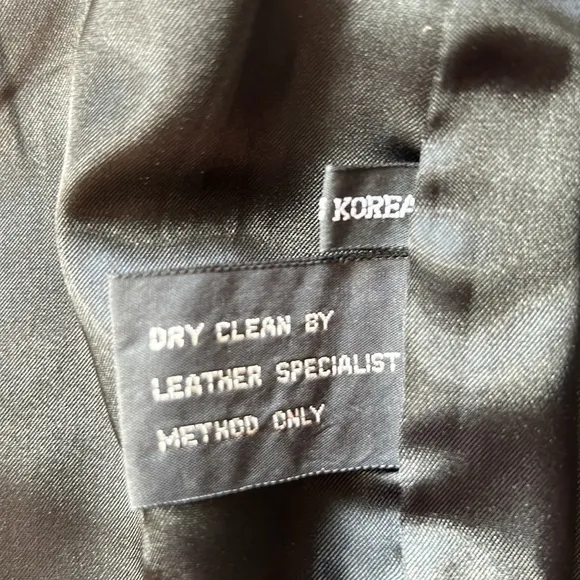 KOREA
DRY CLEAN BY
LEATHER SPECIALIST
METHOD ONLY